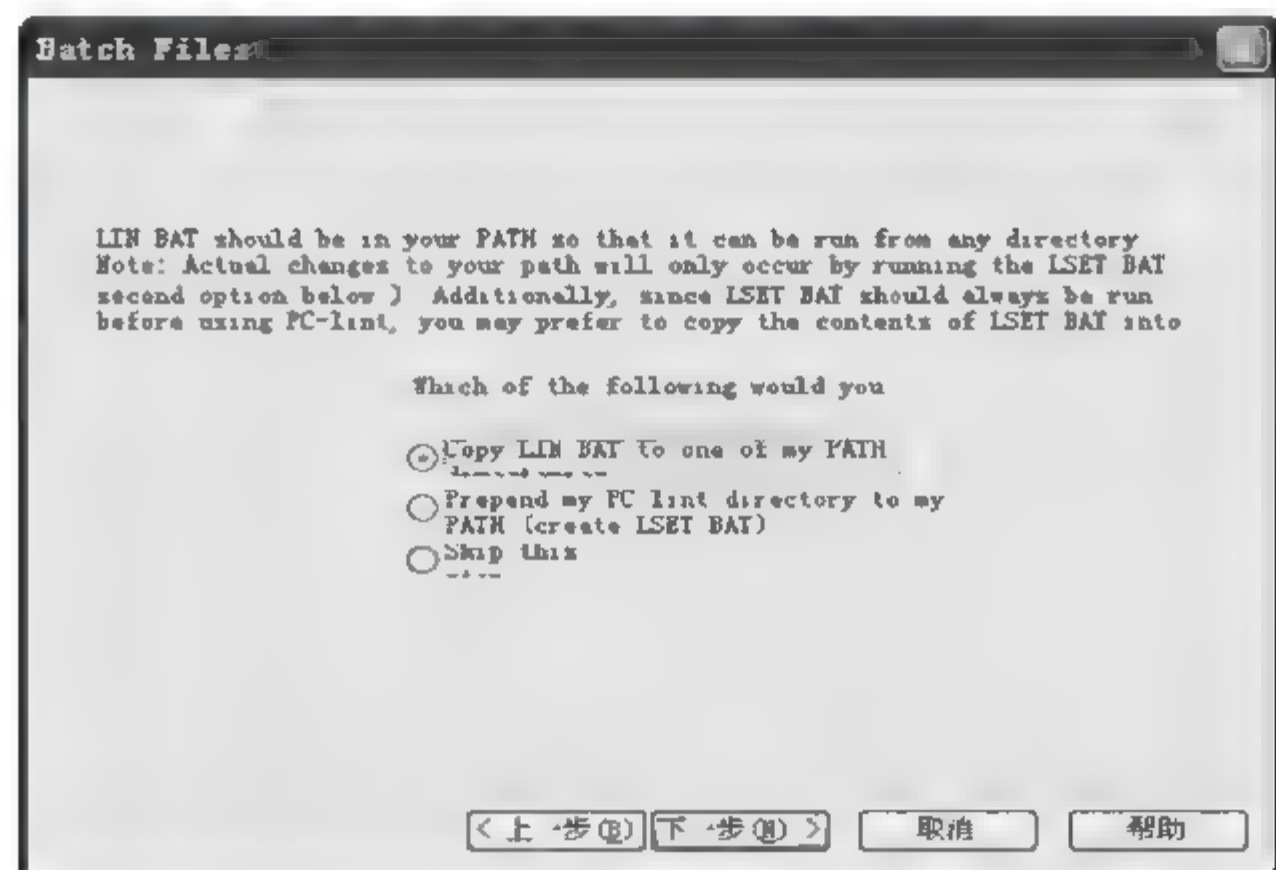 Batch Files
LIN BAT should be in your PATH so that it can be run from any directory
Note: Actual changes to your path will only occur by running the LSET BAT
second option below ) Additionally, since LSET BAT should always be run
before using PC-lint, you may prefer to copy the contents of LSET BAT into
Which of the following would you
Copy LIN BAT to one of my PATH
Prepend my PC lint directory to my
PATH (create LSET BAT)
Skip this
< 上一步(B) 下一步(N) > 取消 帮助